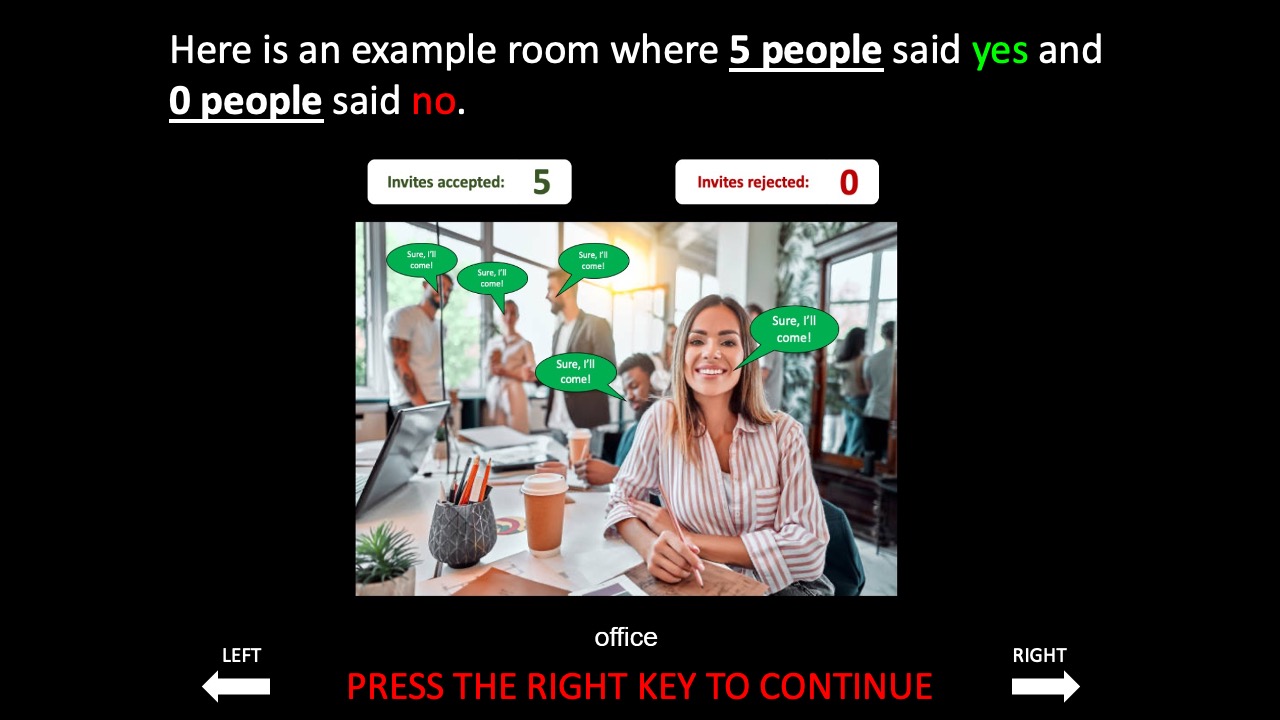 Here is an example room where 5 people said yes and
0 people said no.
Invites accepted: 5
Invites rejected: 0
Sure, I'll
come!
Sure, I'll
come!
Sure, I'll
come!
Sure, I'll
come!
Sure, I'll
come!
office
LEFT
RIGHT
PRESS THE RIGHT KEY TO CONTINUE